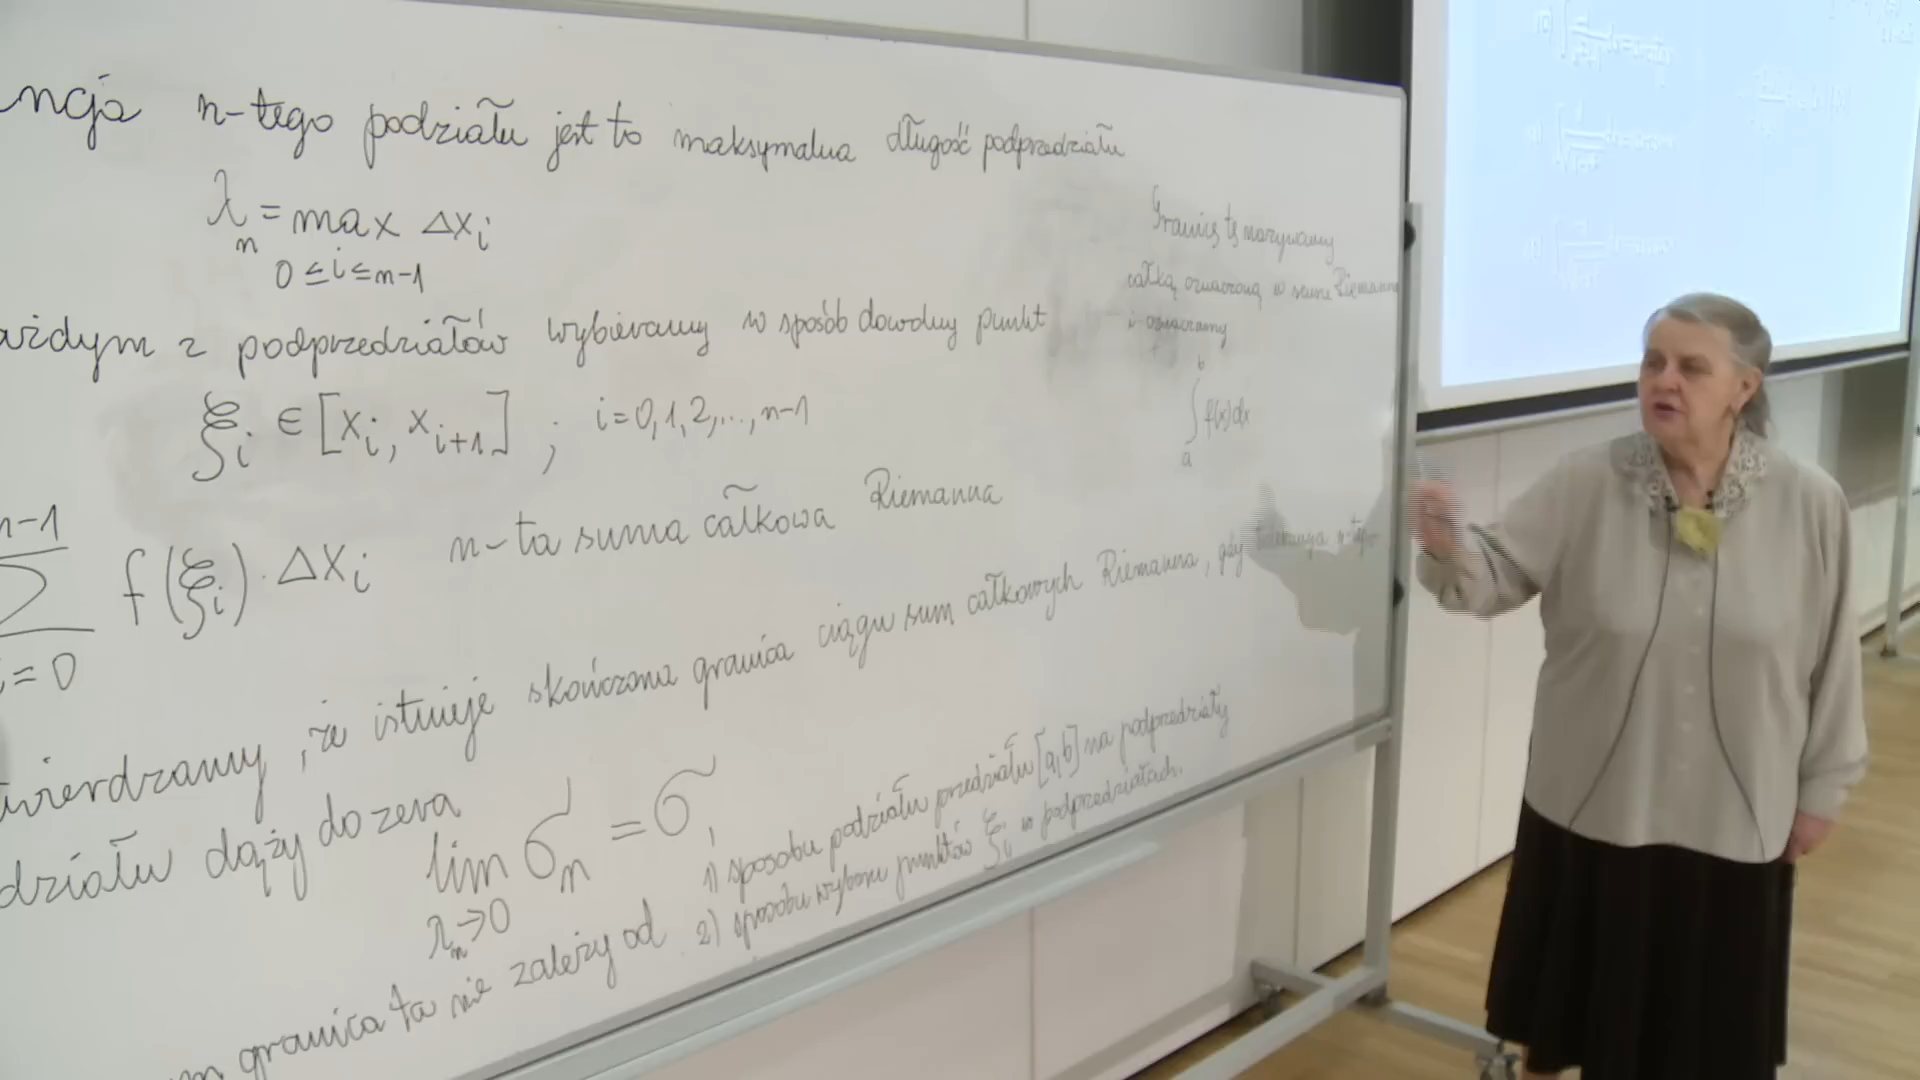 n-tego podziału jest to maksymalna długość podprzedziału
λn = max Δxi
0 ≤ i ≤ n-1
z podprzedziałów wybieramy w sposób dowolny punkt
ξi ∈ [xi, xi+1] ; i=0,1,2,...,n-1
n-1
∑ f(ξi) · Δxi n-ta suma całkowa Riemanna
i=0
że istnieje skończona granica ciągu sum całkowych Riemanna, gdy n-tego
dąży do zera
lim σn = σ,
λn→0
granica ta nie zależy od 1) sposobu podziału przedziału [a,b] na podprzedziały
2) sposobu wyboru punktów ξi w podprzedziałach.
Granicę tę nazywamy
całką oznaczoną w sensie Riemanna
i oznaczamy
b
∫ f(x)dx
a